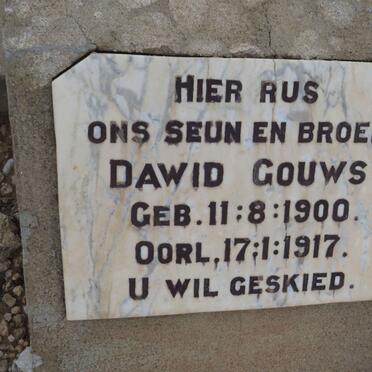 HIER RUS
ONS SEUN EN BROE
DAWID GOUWS
GEB. 11:8:1900.
OORL, 17:1:1917.
U WIL GESKIED.